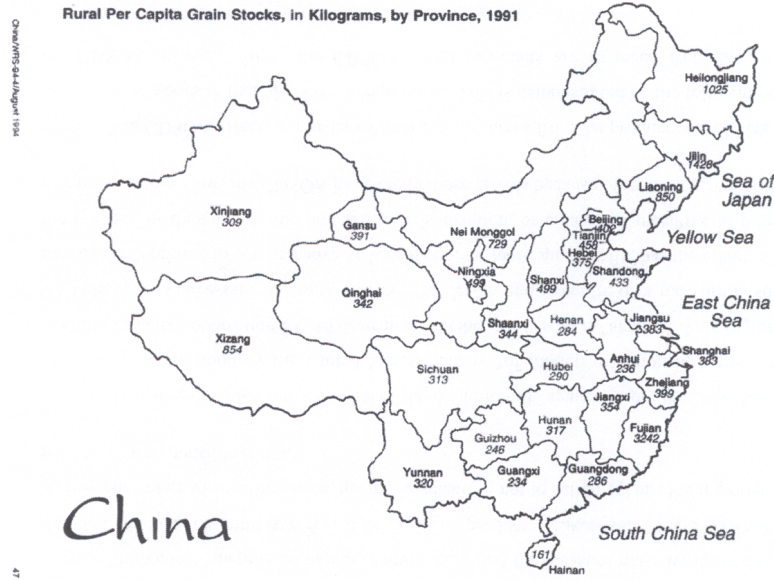 Rural Per Capita Grain Stocks, in Kilograms, by Province, 1991
China/WRS-94-4/August 1994
Heilongjiang
1025
Jilin
1428
Liaoning
850
Sea of
Japan
Xinjiang
309
Gansu
391
Nei Monggol
729
Beijing
402
Tianjin
458
Hebei
375
Yellow Sea
Ningxia
499
Shanxi
499
Shandong
433
Qinghai
342
East China
Sea
Xizang
854
Shaanxi
344
Henan
284
Jiangsu
383
Shanghai
383
Sichuan
313
Hubei
290
Anhui
236
Zhejiang
399
Jiangxi
354
Hunan
317
Fujian
3242
Guizhou
246
Yunnan
320
Guangxi
234
Guangdong
286
China
South China Sea
161
Hainan
47